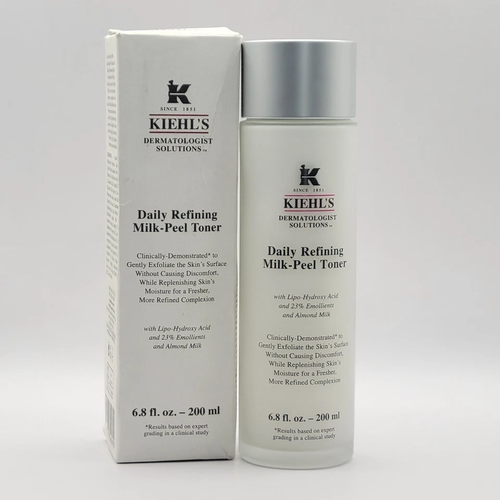 K
SINCE 1851
KIEHL'S
DERMATOLOGIST
SOLUTIONS™
Daily Refining
Milk-Peel Toner
Clinically-Demonstrated* to
Gently Exfoliate the Skin's Surface
Without Causing Discomfort,
While Replenishing Skin's
Moisture for a Fresher,
More Refined Complexion
with Lipo-Hydroxy Acid
and 23% Emollients
and Almond Milk
6.8 fl. oz. – 200 ml
*Results based on expert
grading in a clinical study
K
SINCE 1851
KIEHL'S
DERMATOLOGIST
SOLUTIONS™
Daily Refining
Milk-Peel Toner
with Lipo-Hydroxy Acid
and 23% Emollients
and Almond Milk
Clinically-Demonstrated* to
Gently Exfoliate the Skin's Surface
Without Causing Discomfort,
While Replenishing Skin's
Moisture for a Fresher,
More Refined Complexion
6.8 fl. oz. – 200 ml
*Results based on expert
grading in a clinical study